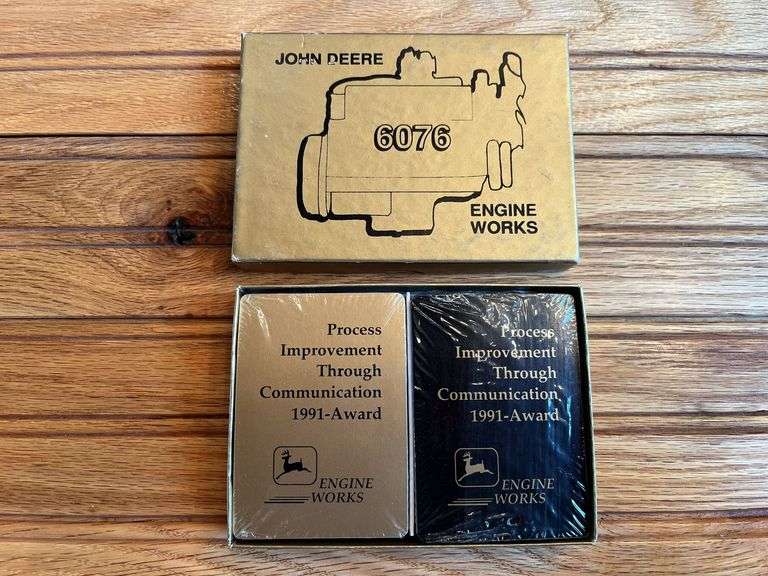 JOHN DEERE
6076
ENGINE
WORKS
Process
Improvement
Through
Communication
1991-Award
ENGINE
WORKS
Process
Improvement
Through
Communication
1991-Award
ENGINE
WORKS